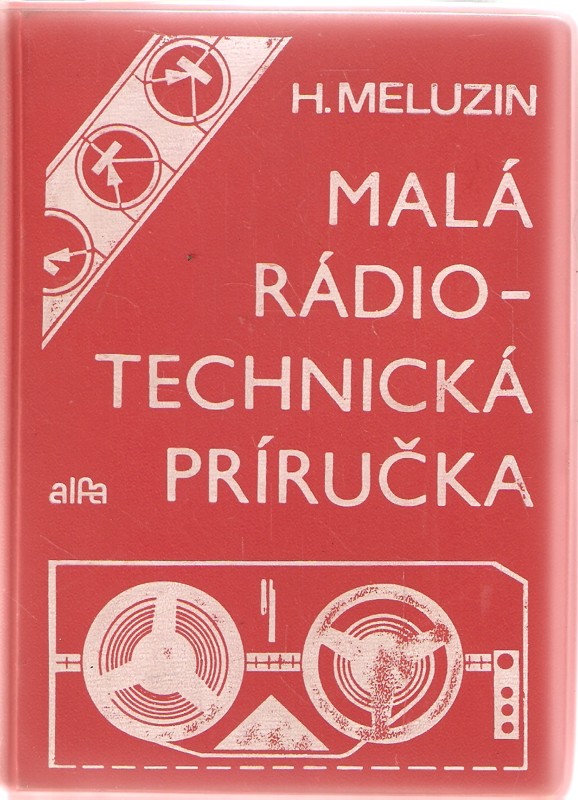 H. MELUZIN
MALÁ
RÁDIO-
TECHNICKÁ
PRÍRUČKA
alfa